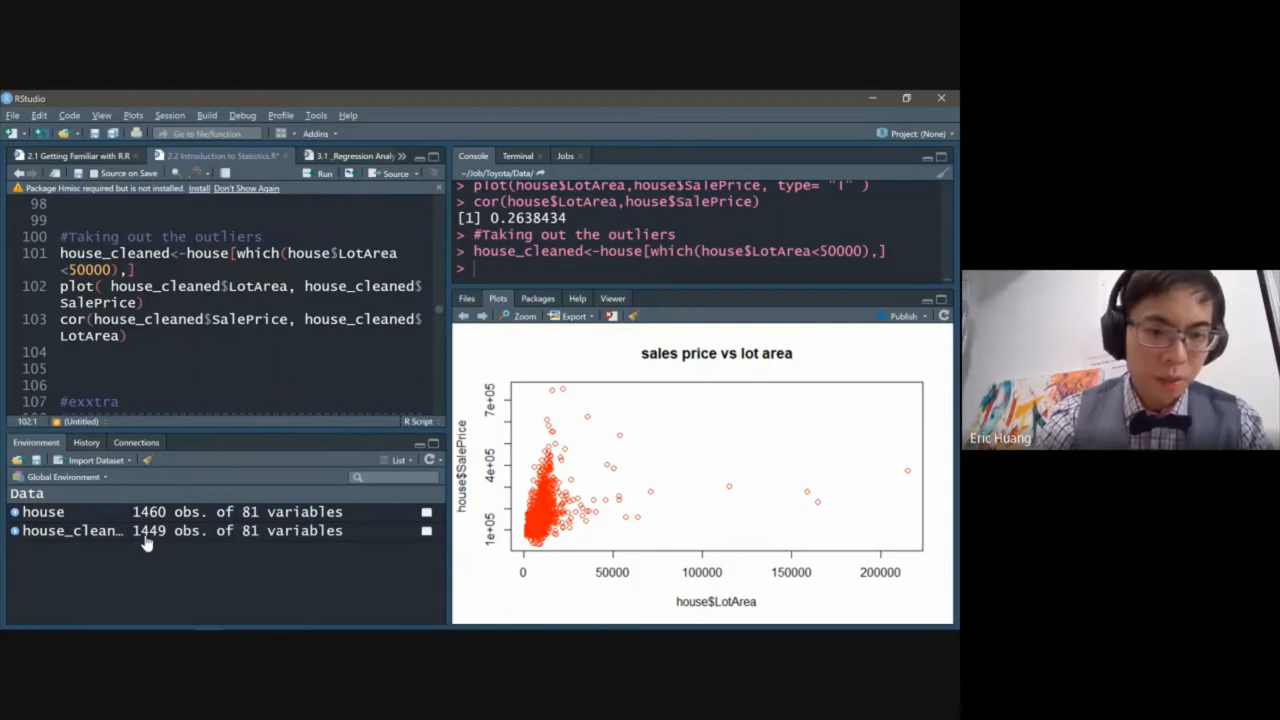 RStudio
File Edit Code View Plots Session Build Debug Profile Tools Help
Go to file/function Addins Project: (None)
2.1 Getting Familiar with R.R 2.2 Introduction to Statistics.R* 3.1 _Regression Analy
Source on Save Run Source
Package Hmisc required but is not installed. Install Don't Show Again
98
99
100 #Taking out the outliers
101 house_cleaned<-house[which(house$LotArea
<50000),]
102 plot( house_cleaned$LotArea, house_cleaned$
SalePrice)
103 cor(house_cleaned$SalePrice, house_cleaned$
LotArea)
104
105
106
107 #exxtra
102:1 (Untitled) R Script
Environment History Connections
Import Dataset List
Global Environment
Data
house 1460 obs. of 81 variables
house_clean… 1449 obs. of 81 variables
Console Terminal Jobs
~/Job/Toyota/Data/
> plot(house$LotArea,house$SalePrice, type= "l" )
> cor(house$LotArea,house$SalePrice)
[1] 0.2638434
> #Taking out the outliers
> house_cleaned<-house[which(house$LotArea<50000),]
>
Files Plots Packages Help Viewer
Zoom Export Publish
sales price vs lot area
house$SalePrice
7e+05
4e+05
1e+05
0 50000 100000 150000 200000
house$LotArea
Eric Huang